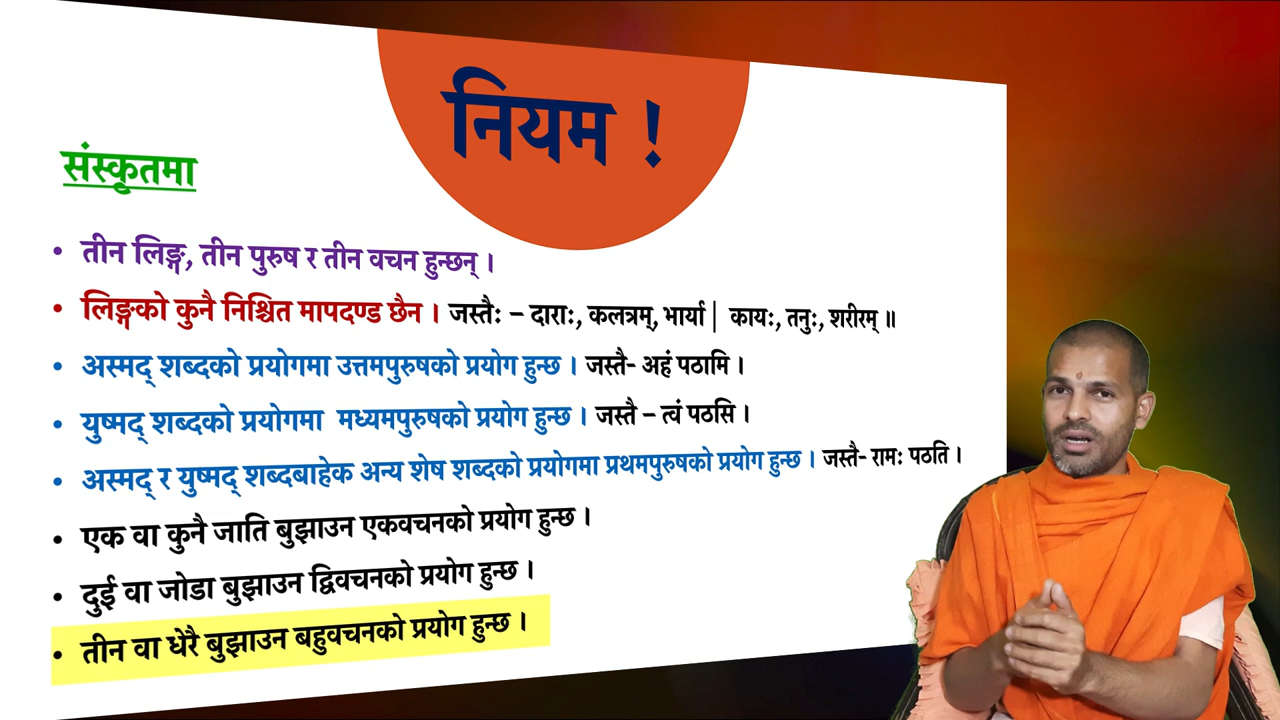 नियम !
संस्कृतमा
• तीन लिङ्ग, तीन पुरुष र तीन वचन हुन्छन् ।
• लिङ्गको कुनै निश्चित मापदण्ड छैन । जस्तैः – दाराः, कलत्रम्, भार्या | कायः, तनुः, शरीरम् ॥
• अस्मद् शब्दको प्रयोगमा उत्तमपुरुषको प्रयोग हुन्छ । जस्तै- अहं पठामि ।
• युष्मद् शब्दको प्रयोगमा मध्यमपुरुषको प्रयोग हुन्छ । जस्तै – त्वं पठसि ।
• अस्मद् र युष्मद् शब्दबाहेक अन्य शेष शब्दको प्रयोगमा प्रथमपुरुषको प्रयोग हुन्छ । जस्तै- रामः पठति ।
• एक वा कुनै जाति बुझाउन एकवचनको प्रयोग हुन्छ ।
• दुई वा जोडा बुझाउन द्विवचनको प्रयोग हुन्छ ।
• तीन वा धेरै बुझाउन बहुवचनको प्रयोग हुन्छ ।